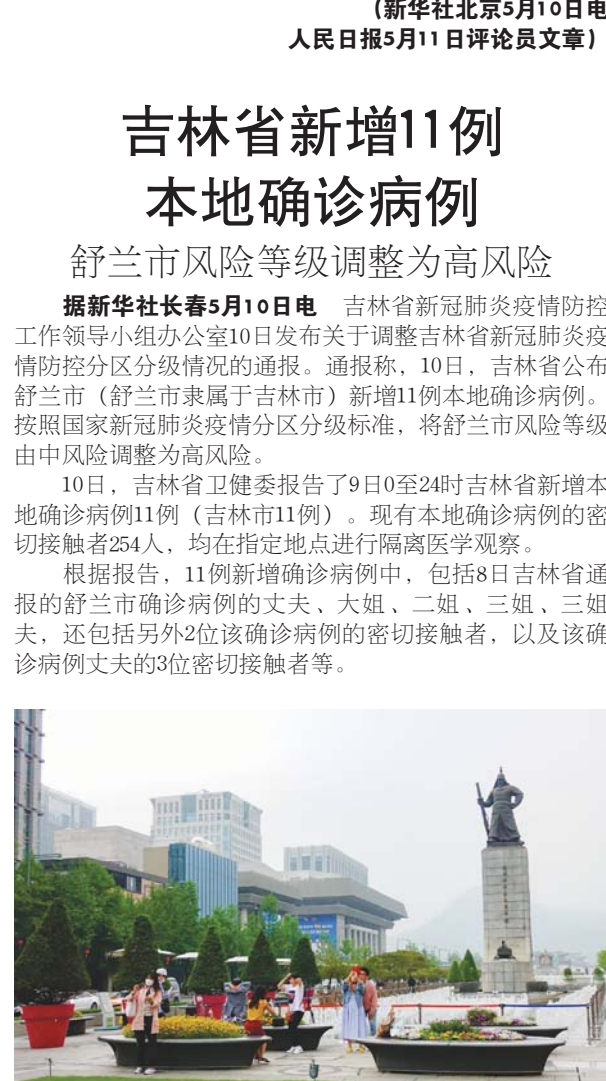 （新华社北京5月10日电
人民日报5月11日评论员文章）
吉林省新增11例
本地确诊病例
舒兰市风险等级调整为高风险
据新华社长春5月10日电　吉林省新冠肺炎疫情防控
工作领导小组办公室10日发布关于调整吉林省新冠肺炎疫
情防控分区分级情况的通报。通报称，10日，吉林省公布
舒兰市（舒兰市隶属于吉林市）新增11例本地确诊病例。
按照国家新冠肺炎疫情分区分级标准，将舒兰市风险等级
由中风险调整为高风险。
10日，吉林省卫健委报告了9日0至24时吉林省新增本
地确诊病例11例（吉林市11例）。现有本地确诊病例的密
切接触者254人，均在指定地点进行隔离医学观察。
根据报告，11例新增确诊病例中，包括8日吉林省通
报的舒兰市确诊病例的丈夫、大姐、二姐、三姐、三姐
夫，还包括另外2位该确诊病例的密切接触者，以及该确
诊病例丈夫的3位密切接触者等。